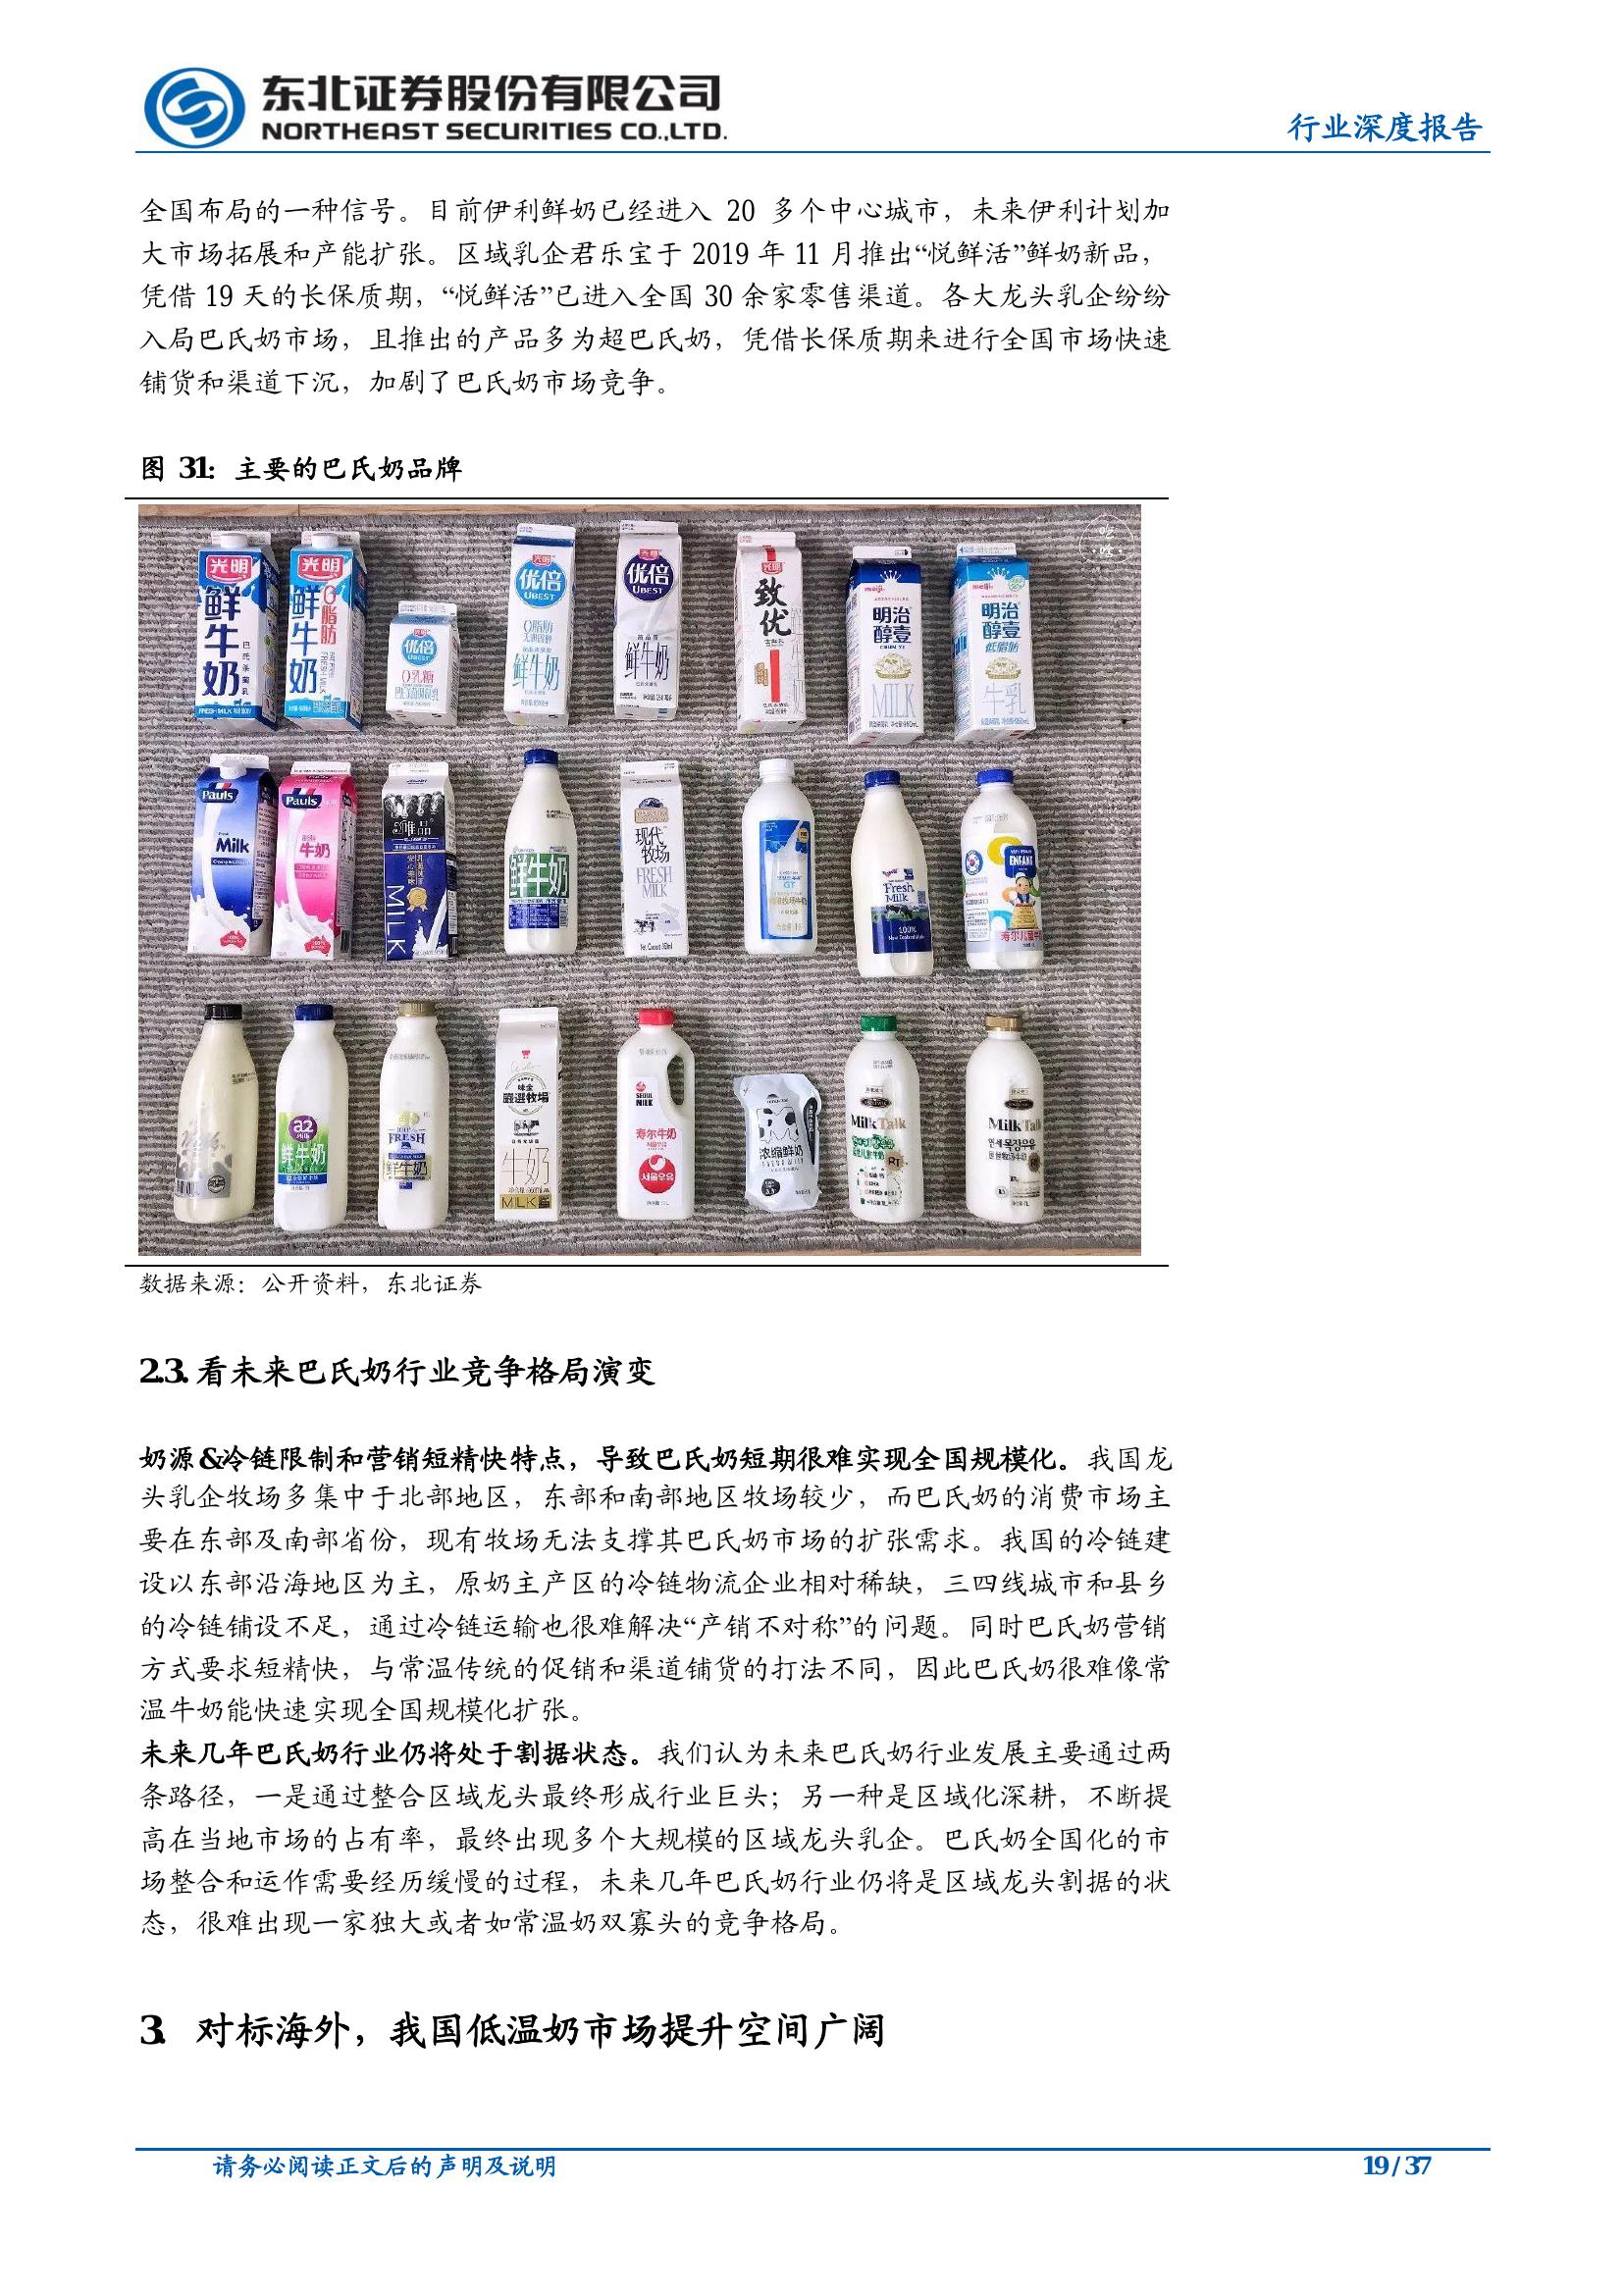 东北证券股份有限公司
NORTHEAST SECURITIES CO.,LTD.
行业深度报告
全国布局的一种信号。目前伊利鲜奶已经进入 20 多个中心城市，未来伊利计划加
大市场拓展和产能扩张。区域乳企君乐宝于 2019 年 11 月推出“悦鲜活”鲜奶新品，
凭借 19 天的长保质期，“悦鲜活”已进入全国 30 余家零售渠道。各大龙头乳企纷纷
入局巴氏奶市场，且推出的产品多为超巴氏奶，凭借长保质期来进行全国市场快速
铺货和渠道下沉，加剧了巴氏奶市场竞争。
图 31：主要的巴氏奶品牌
光明
鲜牛奶
光明
鲜牛奶
0脂肪
优倍
UBEST
0乳糖
优倍
UBEST
0脂肪
鲜牛奶
优倍
UBEST
鲜牛奶
光明
致优
meiji
明治
醇壹
MILK
meiji
明治
醇壹
低脂肪
牛乳
Pauls
Milk
Pauls
牛奶
唯品
MILK
鲜牛奶
现代
牧场
FRESH
MILK
GT
Fresh
Milk
100%
ENFANT
a2
鲜牛奶
FRESH
鲜牛奶
味全
嚴選牧場
牛奶
MILK
SEOUL
MILK
寿尔牛奶
서울우유
浓缩鲜奶
Milk Talk
Milk Talk
数据来源：公开资料，东北证券
2.3. 看未来巴氏奶行业竞争格局演变
奶源&冷链限制和营销短精快特点，导致巴氏奶短期很难实现全国规模化。我国龙
头乳企牧场多集中于北部地区，东部和南部地区牧场较少，而巴氏奶的消费市场主
要在东部及南部省份，现有牧场无法支撑其巴氏奶市场的扩张需求。我国的冷链建
设以东部沿海地区为主，原奶主产区的冷链物流企业相对稀缺，三四线城市和县乡
的冷链铺设不足，通过冷链运输也很难解决“产销不对称”的问题。同时巴氏奶营销
方式要求短精快，与常温传统的促销和渠道铺货的打法不同，因此巴氏奶很难像常
温牛奶能快速实现全国规模化扩张。
未来几年巴氏奶行业仍将处于割据状态。我们认为未来巴氏奶行业发展主要通过两
条路径，一是通过整合区域龙头最终形成行业巨头；另一种是区域化深耕，不断提
高在当地市场的占有率，最终出现多个大规模的区域龙头乳企。巴氏奶全国化的市
场整合和运作需要经历缓慢的过程，未来几年巴氏奶行业仍将是区域龙头割据的状
态，很难出现一家独大或者如常温奶双寡头的竞争格局。
3. 对标海外，我国低温奶市场提升空间广阔
请务必阅读正文后的声明及说明
19 / 37